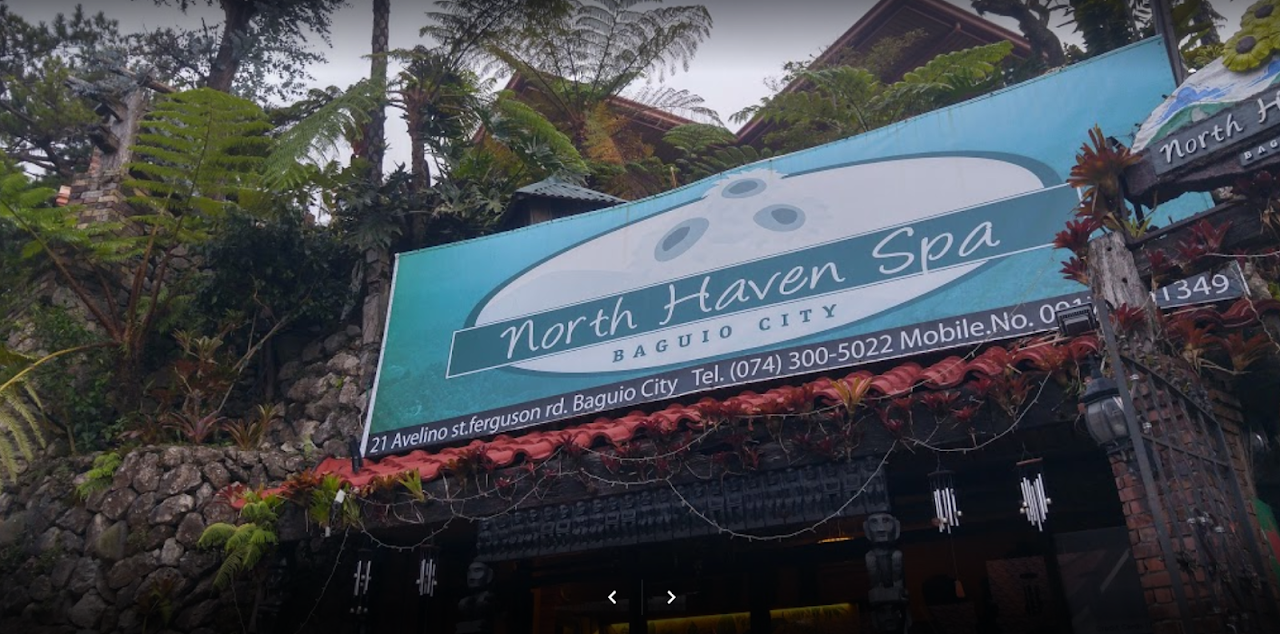 North Haven Spa
BAGUIO CITY
21 Avelino st.ferguson rd. Baguio City Tel. (074) 300-5022 Mobile.No.
North